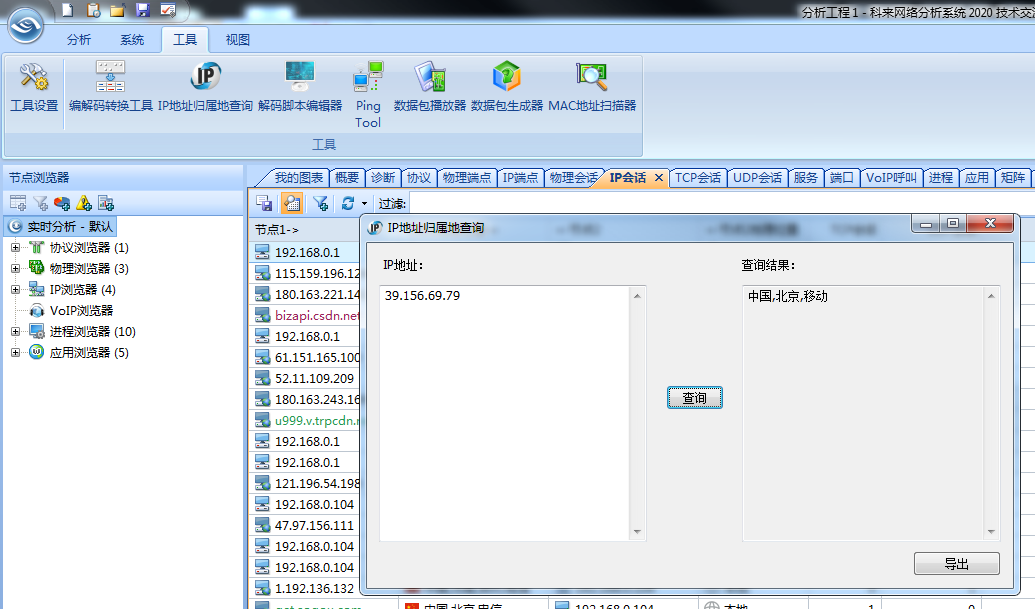 分析工程 1 - 科来网络分析系统 2020 技术交流
分析 系统 工具 视图
工具设置 编解码转换工具 IP地址归属地查询 解码脚本编辑器 Ping Tool 数据包播放器 数据包生成器 MAC地址扫描器
工具
节点浏览器
我的图表 概要 诊断 协议 物理端点 IP端点 物理会话 IP会话 TCP会话 UDP会话 服务 端口 VoIP呼叫 进程 应用 矩阵
过滤:
实时分析 - 默认
协议浏览器 (1)
物理浏览器 (3)
IP浏览器 (4)
VoIP浏览器
进程浏览器 (10)
应用浏览器 (5)
节点1->
192.168.0.1
115.159.196.12
180.163.221.14
bizapi.csdn.net
192.168.0.1
61.151.165.100
52.11.109.209
180.163.243.16
u999.v.trpcdn.n
192.168.0.1
192.168.0.1
121.196.54.198
192.168.0.104
47.97.156.111
192.168.0.104
192.168.0.104
1.192.136.132
中国,北京,电信 192.168.0.104 本地 1 0
IP地址归属地查询
IP地址:
39.156.69.79
查询
查询结果:
中国,北京,移动
导出